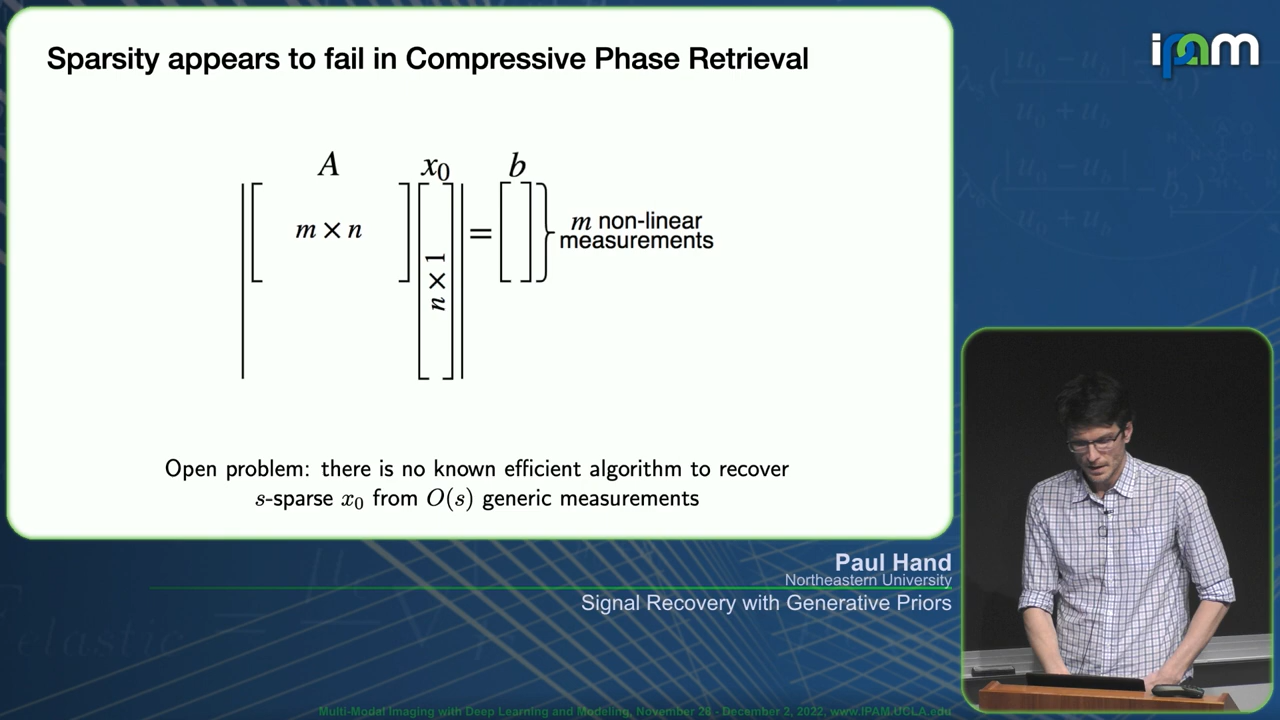 Sparsity appears to fail in Compressive Phase Retrieval
ipam
A x₀ b
m × n
n × 1
=
m non-linear
measurements
Open problem: there is no known efficient algorithm to recover
s-sparse x₀ from O(s) generic measurements
Paul Hand
Northeastern University
Signal Recovery with Generative Priors
elastic
Multi-Modal Imaging with Deep Learning and Modeling, November 28 - December 2, 2022, www.IPAM.UCLA.edu